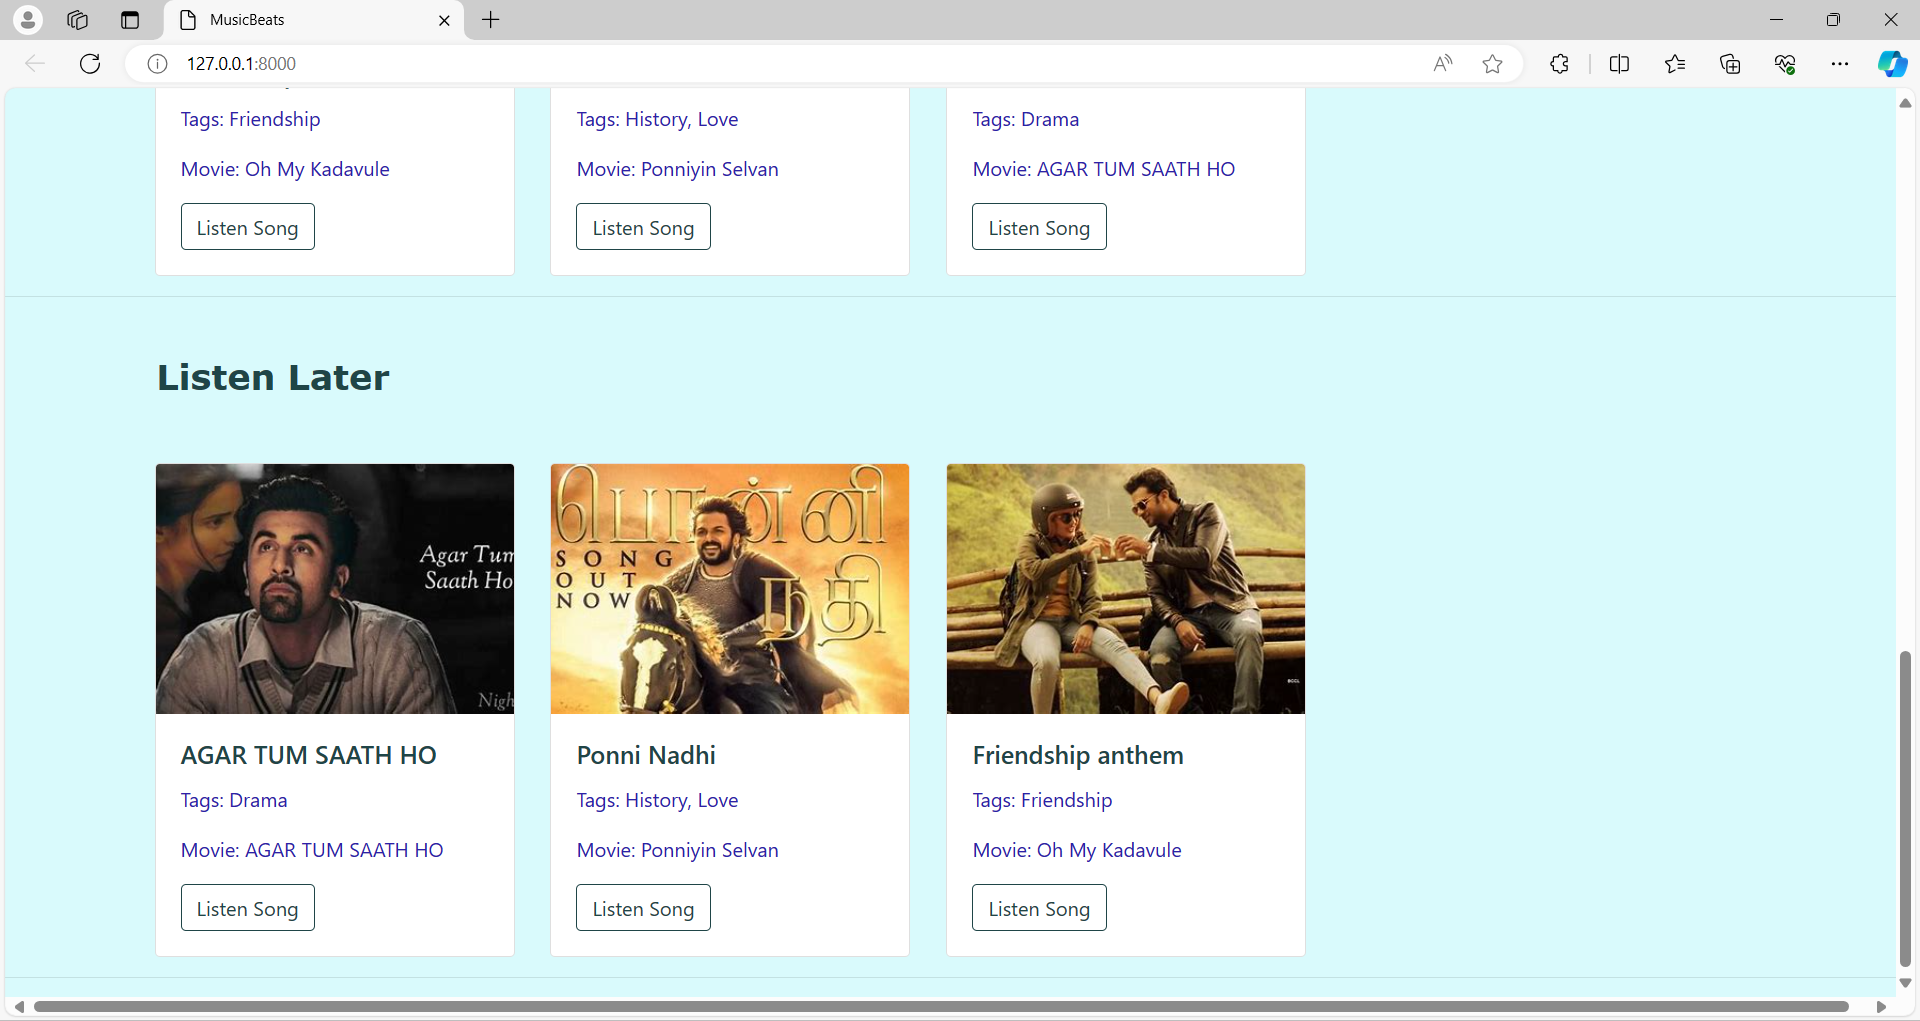 MusicBeats
127.0.0.1:8000
Tags: Friendship
Tags: History, Love
Tags: Drama
Movie: Oh My Kadavule
Movie: Ponniyin Selvan
Movie: AGAR TUM SAATH HO
Listen Song
Listen Song
Listen Song
Listen Later
Agar Tum
Saath Ho
Nigh
பொன்னி
SONG
OUT
NOW
நதி
BCCL
AGAR TUM SAATH HO
Ponni Nadhi
Friendship anthem
Tags: Drama
Tags: History, Love
Tags: Friendship
Movie: AGAR TUM SAATH HO
Movie: Ponniyin Selvan
Movie: Oh My Kadavule
Listen Song
Listen Song
Listen Song